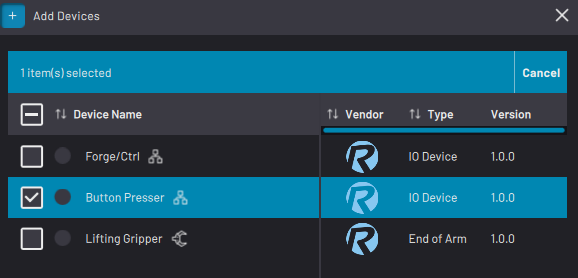 + Add Devices
1 item(s) selected Cancel
Device Name Vendor Type Version
Forge/Ctrl R IO Device 1.0.0
Button Presser R IO Device 1.0.0
Lifting Gripper R End of Arm 1.0.0